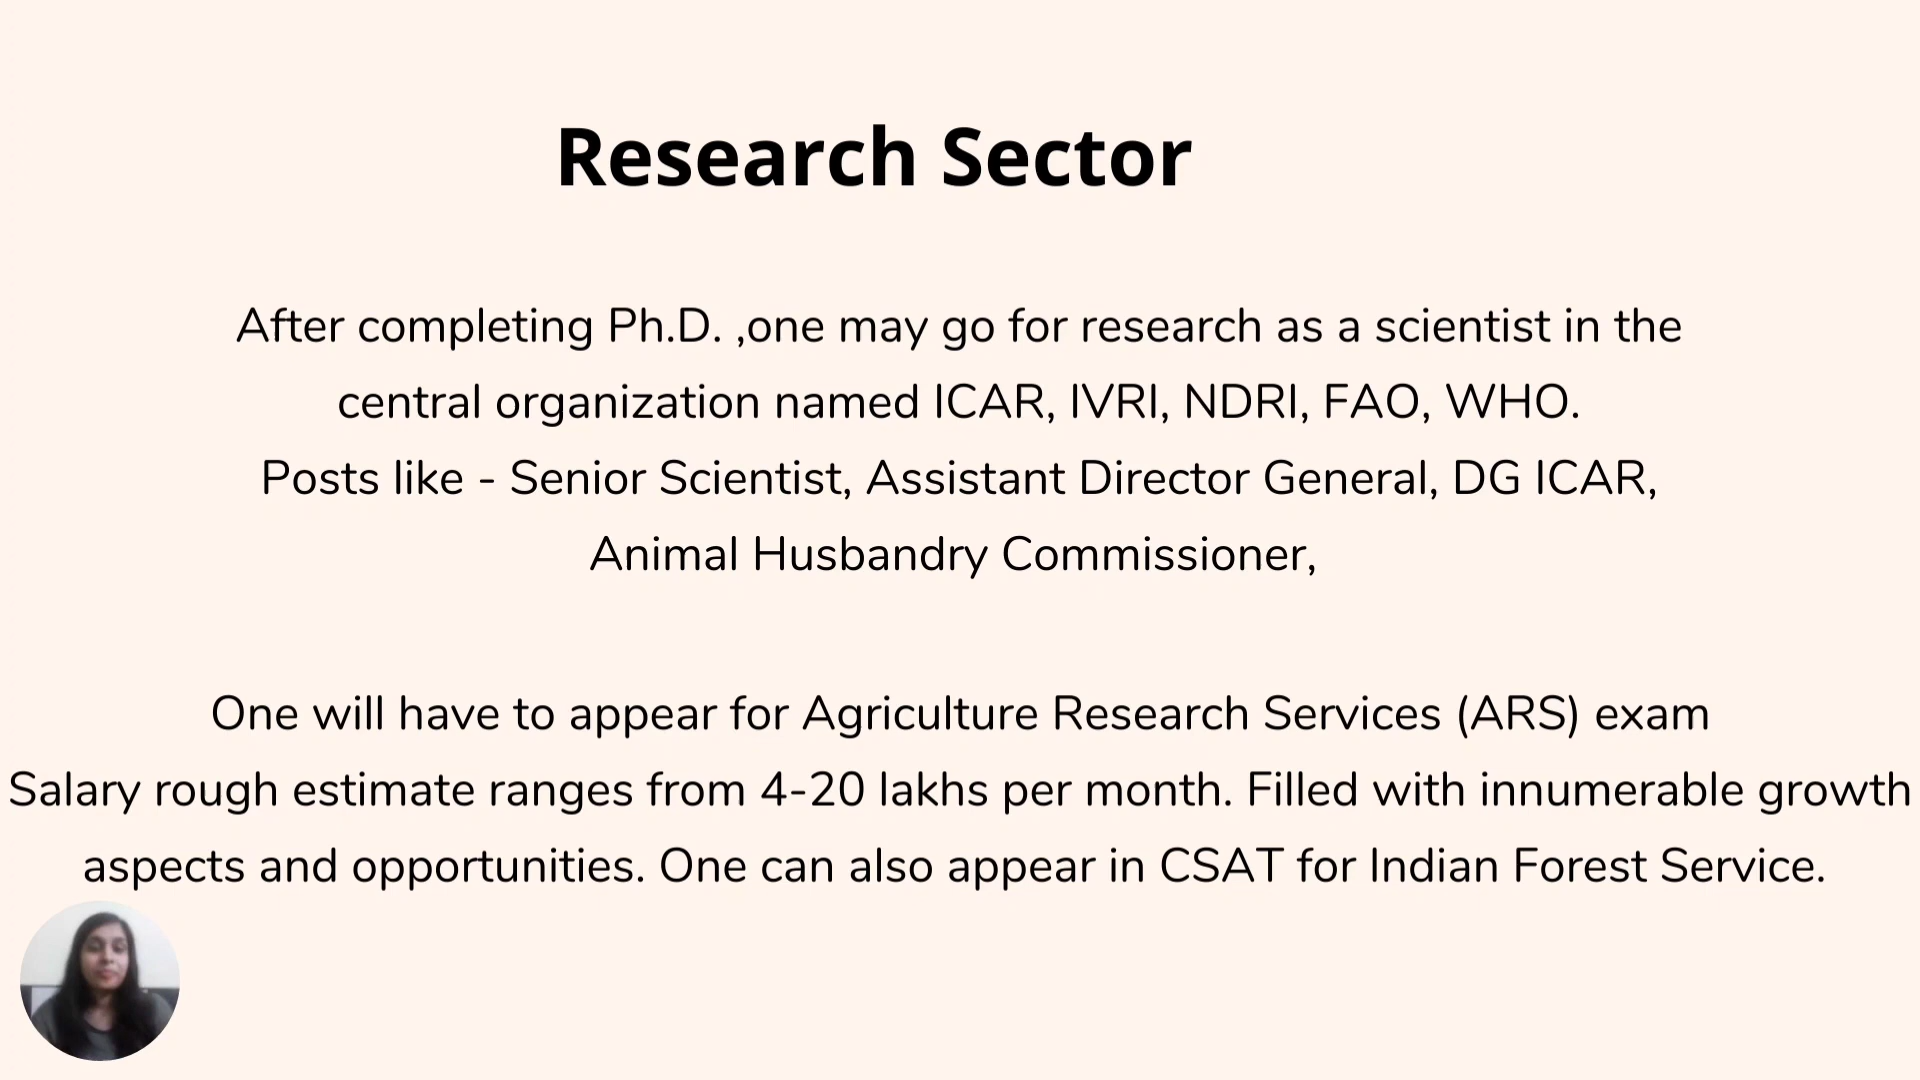 Research Sector
After completing Ph.D. ,one may go for research as a scientist in the
central organization named ICAR, IVRI, NDRI, FAO, WHO.
Posts like - Senior Scientist, Assistant Director General, DG ICAR,
Animal Husbandry Commissioner,
One will have to appear for Agriculture Research Services (ARS) exam
Salary rough estimate ranges from 4-20 lakhs per month. Filled with innumerable growth
aspects and opportunities. One can also appear in CSAT for Indian Forest Service.